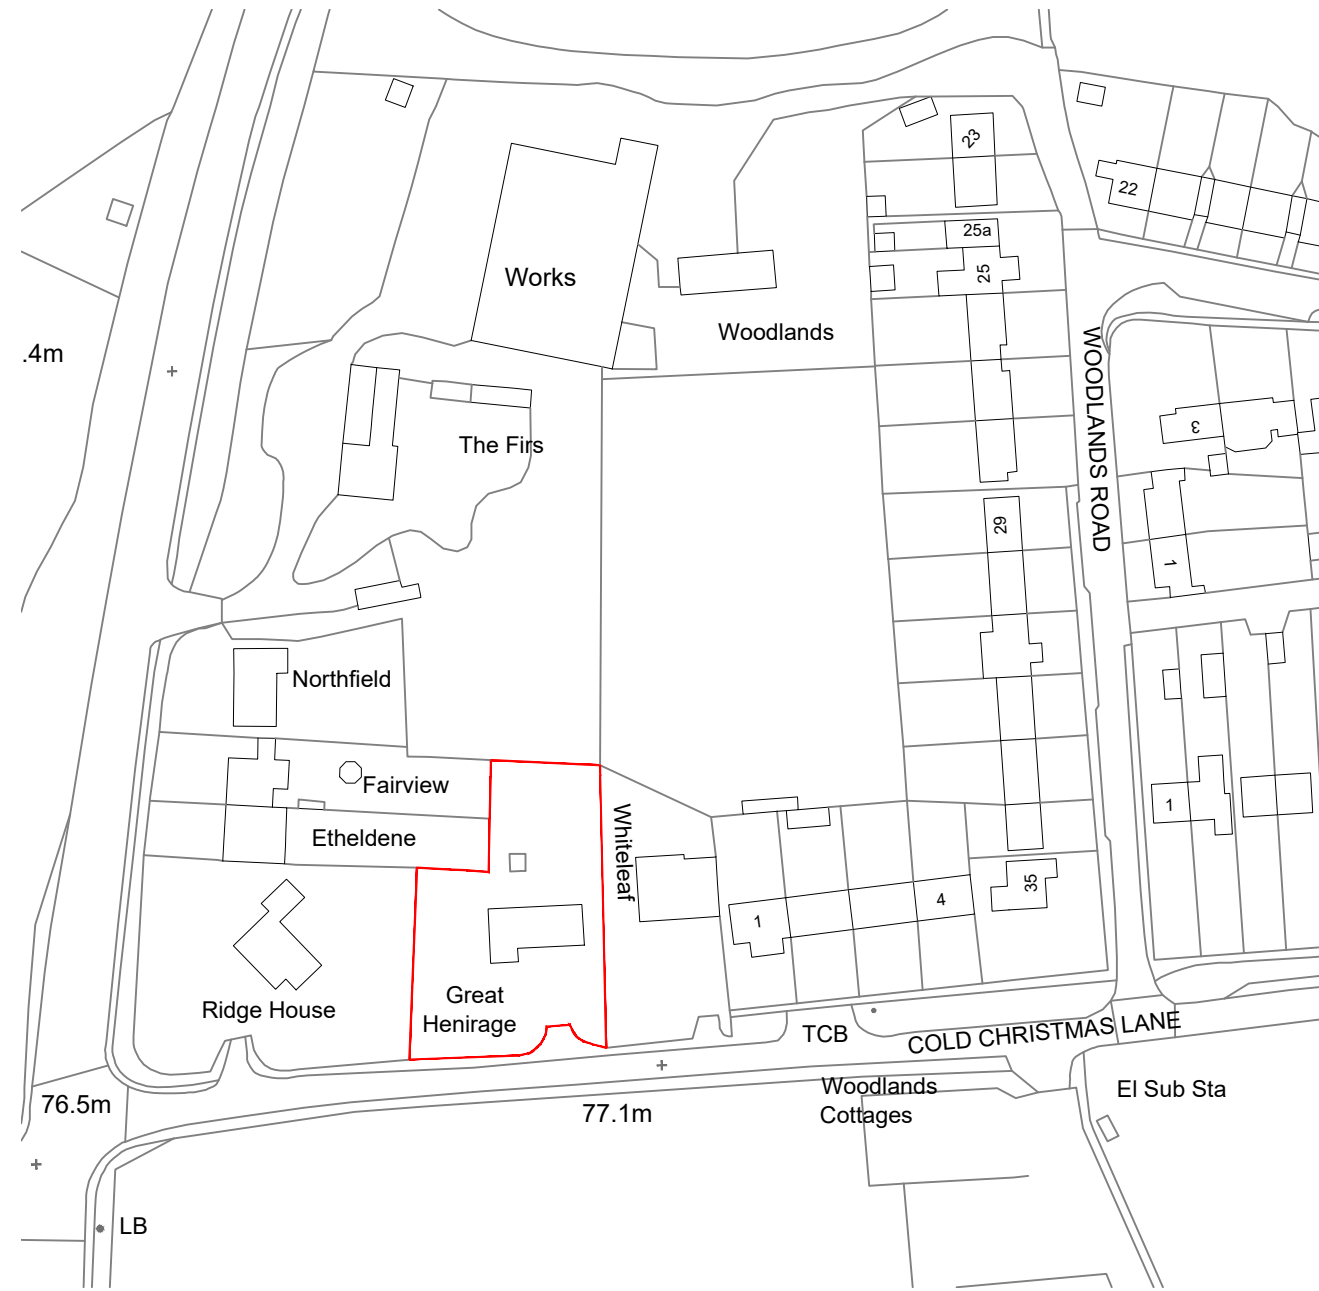 23
22
25a
25
Works
Woodlands
.4m
WOODLANDS ROAD
3
The Firs
29
1
Northfield
Fairview
Whiteleaf
1
Etheldene
35
4
1
Great
Henirage
Ridge House
TCB
COLD CHRISTMAS LANE
Woodlands
Cottages
El Sub Sta
76.5m
77.1m
LB